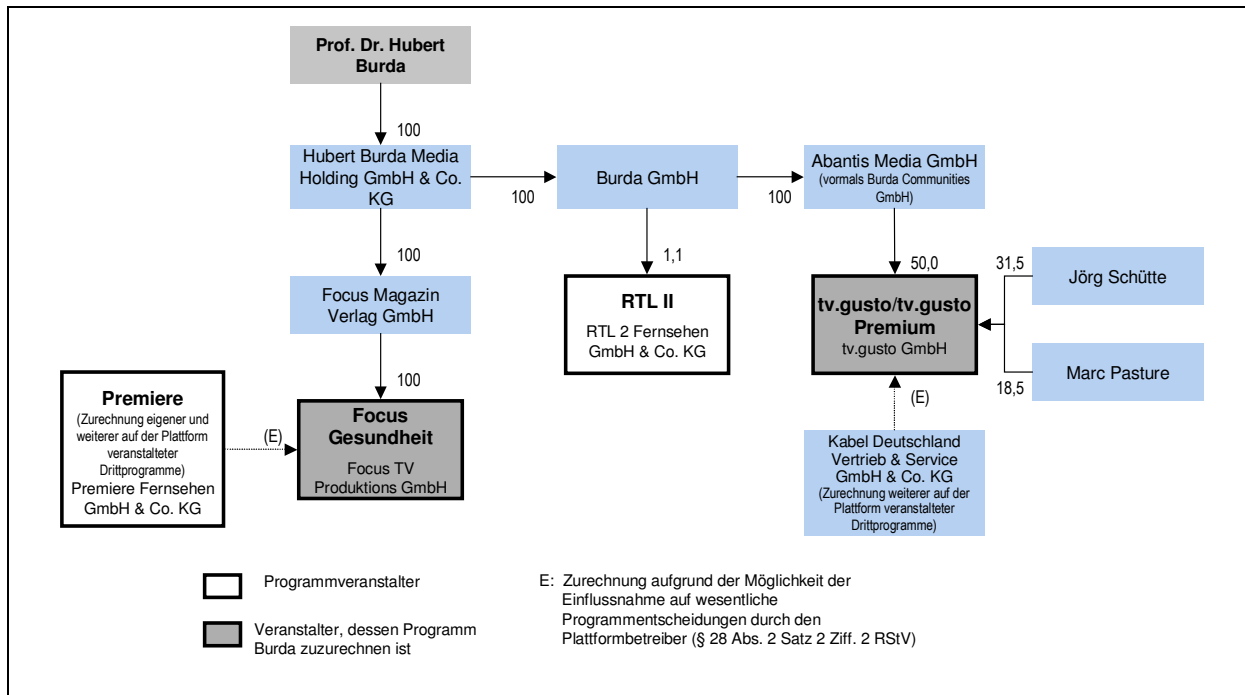 Prof. Dr. Hubert
Burda
100
Hubert Burda Media
Holding GmbH & Co.
KG
100
Burda GmbH
100
Abantis Media GmbH
(vormals Burda Communities
GmbH)
100
1,1
50,0
31,5
Jörg Schütte
Focus Magazin
Verlag GmbH
RTL II
RTL 2 Fernsehen
GmbH & Co. KG
tv.gusto/tv.gusto
Premium
tv.gusto GmbH
Marc Pasture
18,5
100
Premiere
(Zurechnung eigener und
weiterer auf der Plattform
veranstalteter
Drittprogramme)
Premiere Fernsehen
GmbH & Co. KG
(E)
Focus
Gesundheit
Focus TV
Produktions GmbH
(E)
Kabel Deutschland
Vertrieb & Service
GmbH & Co. KG
(Zurechnung weiterer auf der
Plattform veranstalteter
Drittprogramme)
Programmveranstalter
Veranstalter, dessen Programm
Burda zuzurechnen ist
E: Zurechnung aufgrund der Möglichkeit der
Einflussnahme auf wesentliche
Programmentscheidungen durch den
Plattformbetreiber (§ 28 Abs. 2 Satz 2 Ziff. 2 RStV)